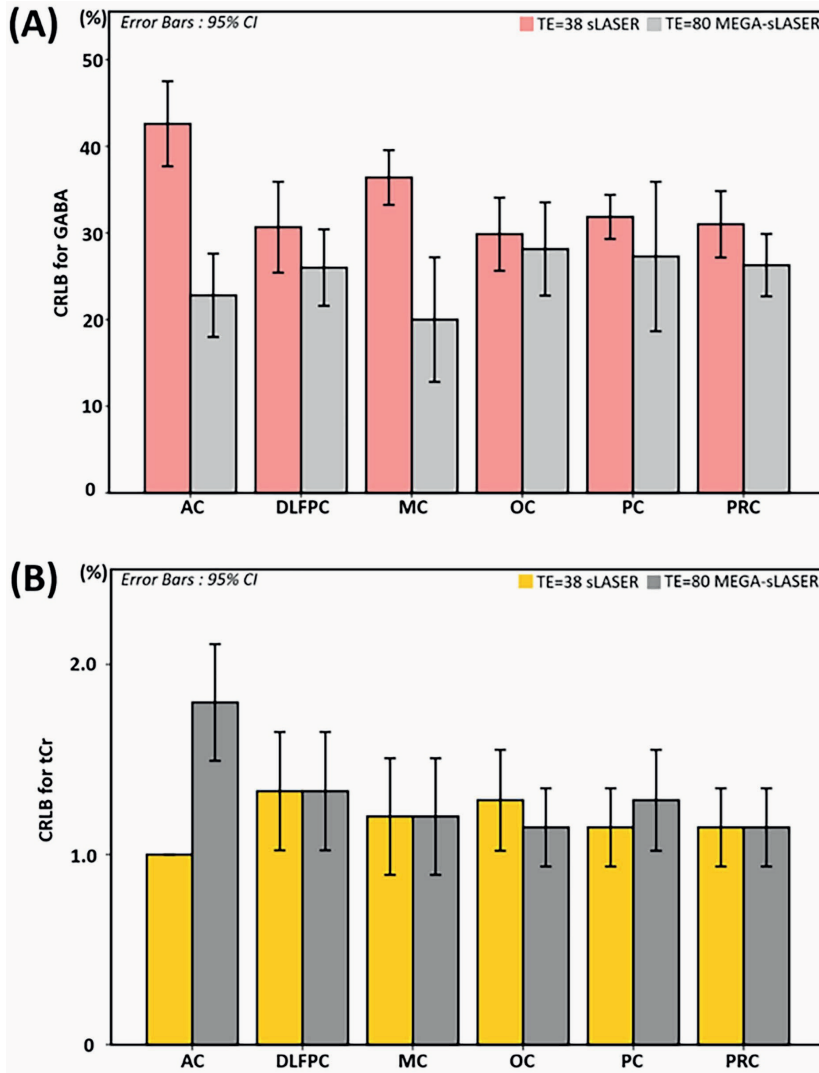 (A)
(%)
Error Bars : 95% CI
TE=38 sLASER TE=80 MEGA-sLASER
50
40
30
20
10
0
CRLB for GABA
AC DLFPC MC OC PC PRC
(B)
(%)
Error Bars : 95% CI
TE=38 sLASER TE=80 MEGA-sLASER
2.0
1.0
0
CRLB for tCr
AC DLFPC MC OC PC PRC